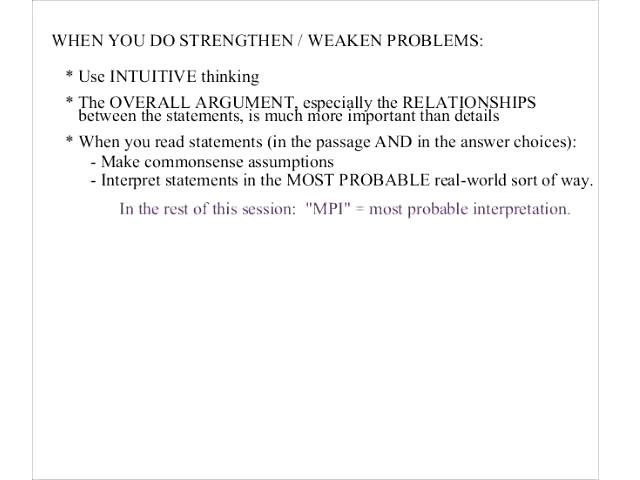 WHEN YOU DO STRENGTHEN / WEAKEN PROBLEMS:
* Use INTUITIVE thinking
* The OVERALL ARGUMENT, especially the RELATIONSHIPS
between the statements, is much more important than details
* When you read statements (in the passage AND in the answer choices):
- Make commonsense assumptions
- Interpret statements in the MOST PROBABLE real-world sort of way.
In the rest of this session: "MPI" = most probable interpretation.